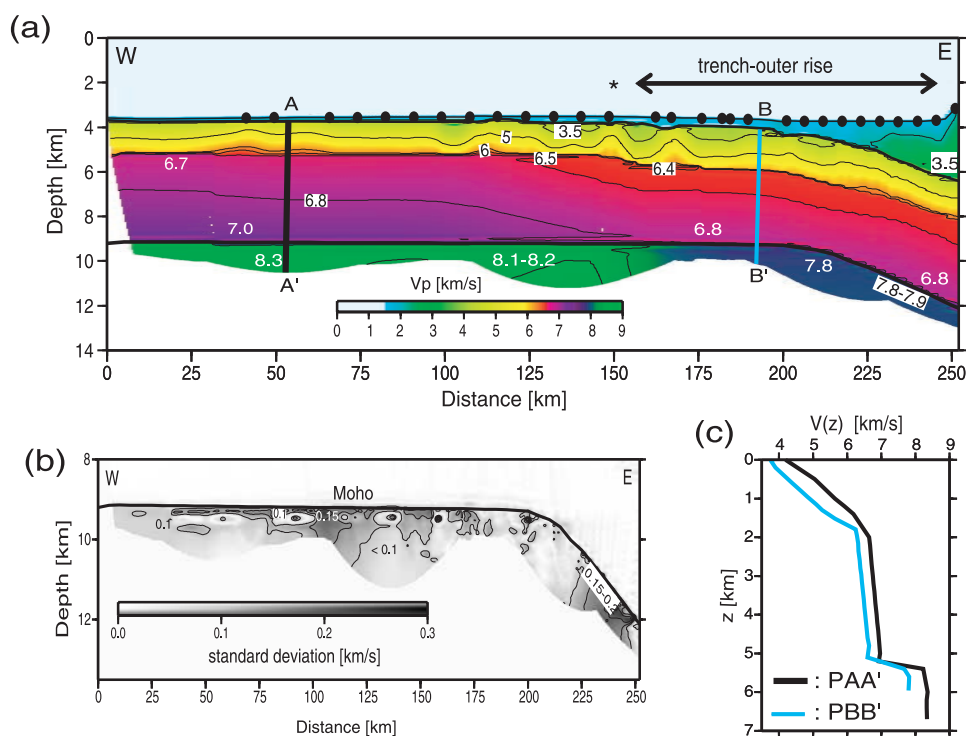 (a)
0
2
4
6
8
10
12
14
Depth [km]
W
E
*
trench-outer rise
A
B
5
3.5
6
6.5
6.4
3.5
6.7
6.8
7.0
6.8
6.8
8.3
8.1-8.2
7.8
7.8-7.9
A'
B'
Vp [km/s]
0 1 2 3 4 5 6 7 8 9
0 25 50 75 100 125 150 175 200 225 250
Distance [km]
(b)
8
10
12
Depth [km]
W
E
Moho
0.1
0.1
0.15
< 0.1
0.15-0.2
0.0 0.1 0.2 0.3
standard deviation [km/s]
0 25 50 75 100 125 150 175 200 225 250
Distance [km]
(c)
V(z) [km/s]
4 5 6 7 8 9
0
1
2
3
4
5
6
7
z [km]
: PAA'
: PBB'